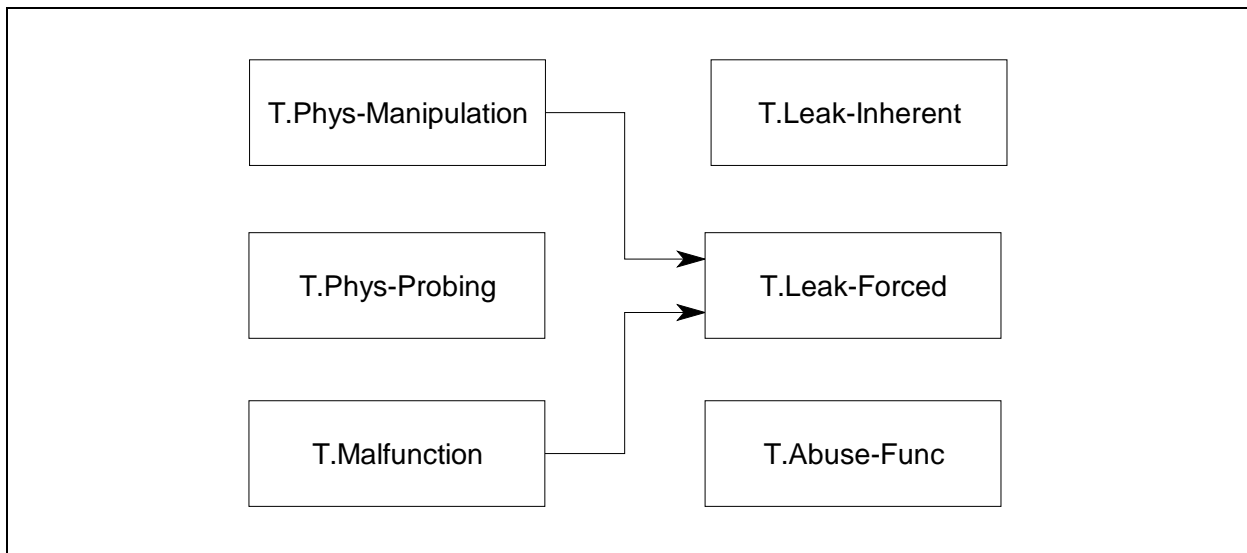 T.Phys-Manipulation
T.Leak-Inherent
T.Phys-Probing
T.Leak-Forced
T.Malfunction
T.Abuse-Func